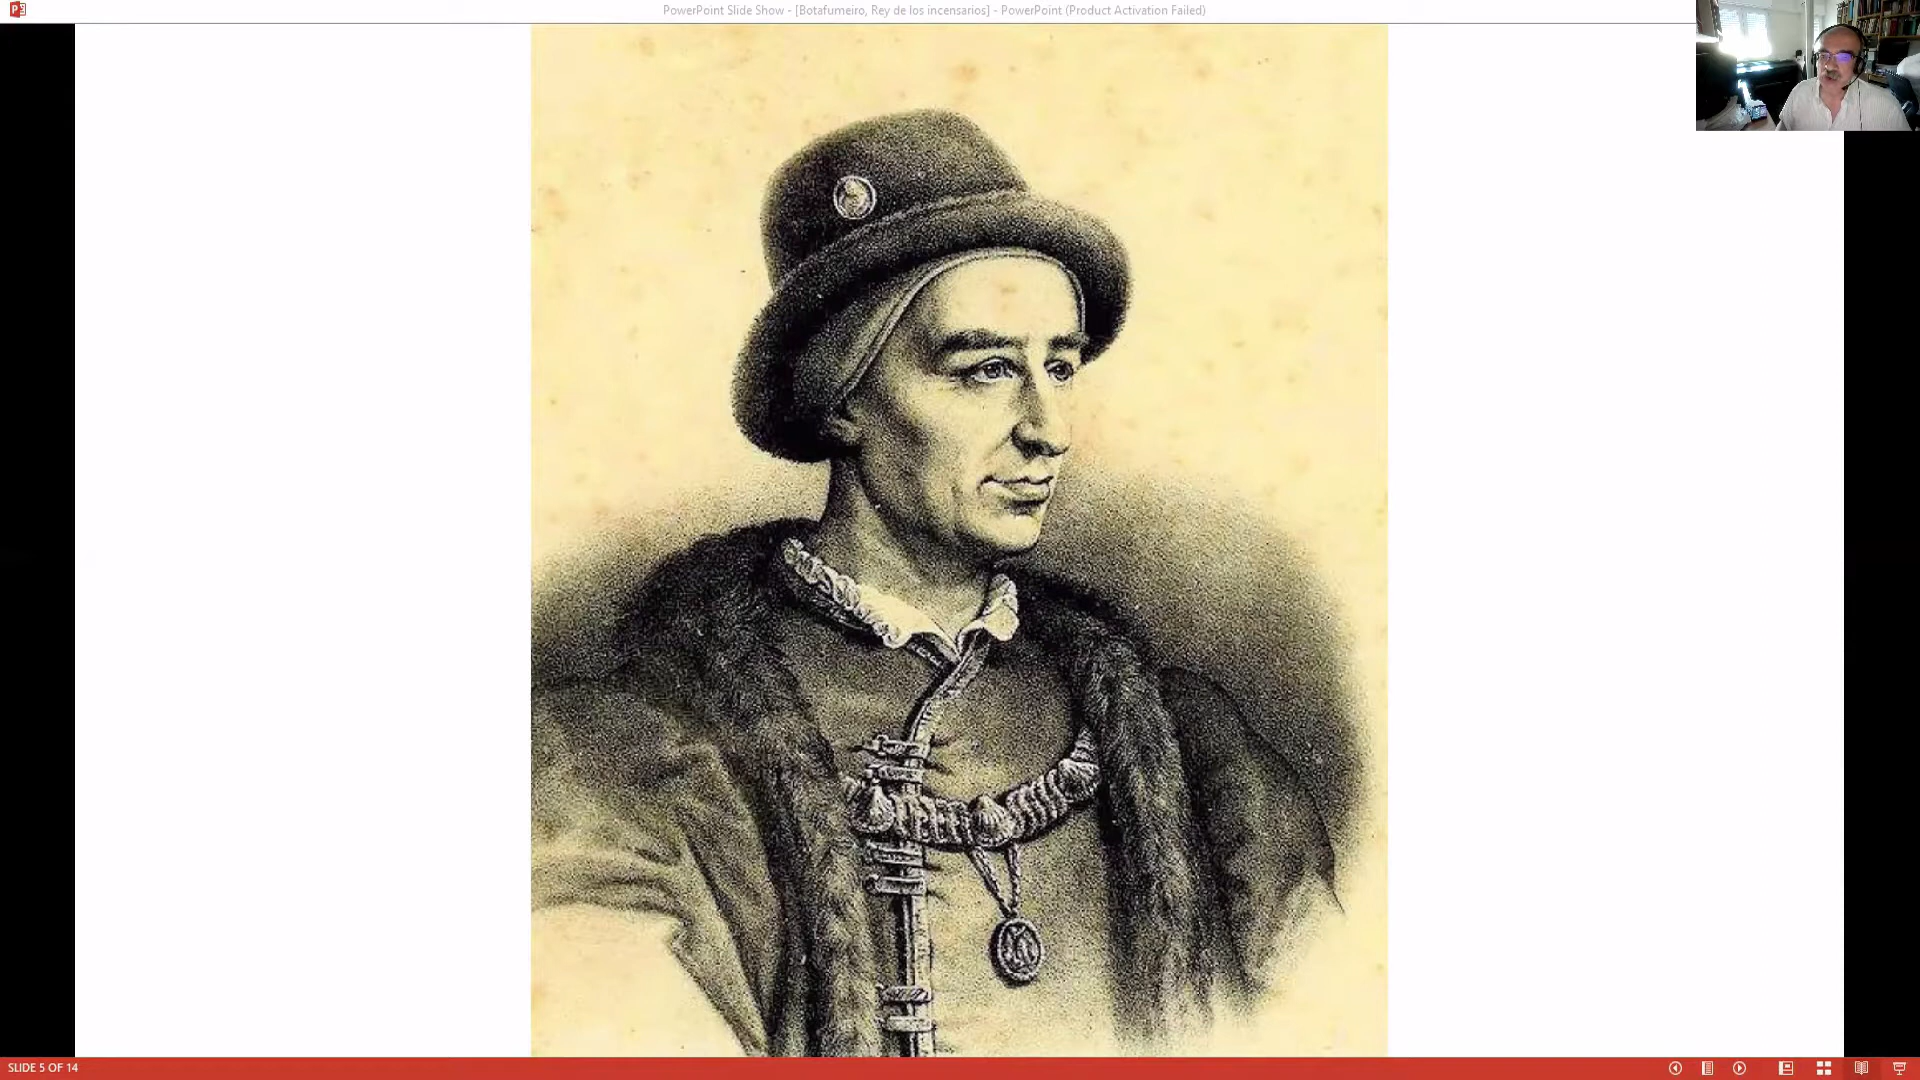 PowerPoint Slide Show - [Botafumeiro, Rey de los incensarios] - PowerPoint (Product Activation Failed)
SLIDE 5 OF 14